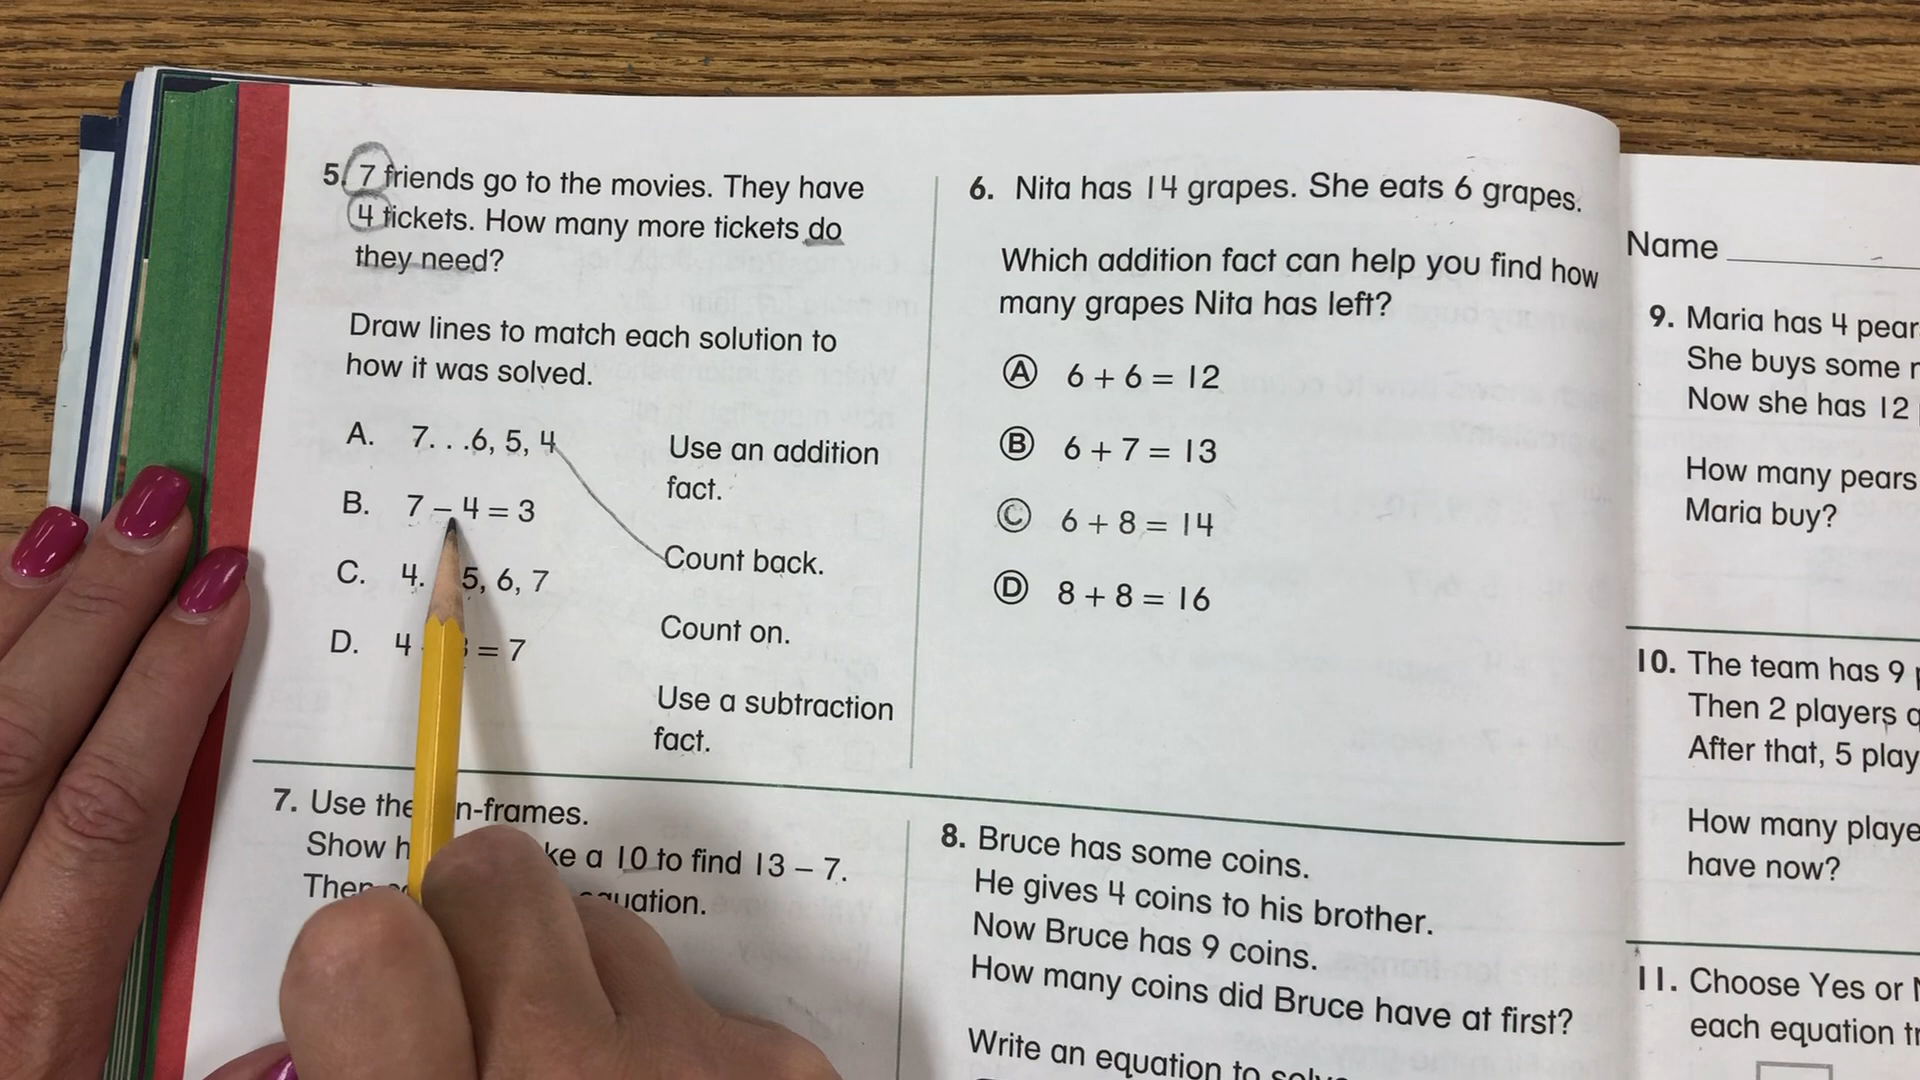 5. 7 friends go to the movies. They have
4 tickets. How many more tickets do
they need?
Draw lines to match each solution to
how it was solved.
A. 7. . .6, 5, 4
B. 7 – 4 = 3
C. 4. 5, 6, 7
D. 4 = 7
Use an addition
fact.
Count back.
Count on.
Use a subtraction
fact.
6. Nita has 14 grapes. She eats 6 grapes.
Which addition fact can help you find how
many grapes Nita has left?
A 6 + 6 = 12
B 6 + 7 = 13
C 6 + 8 = 14
D 8 + 8 = 16
7. Use the n-frames.
Show h ke a 10 to find 13 – 7.
Then uation.
8. Bruce has some coins.
He gives 4 coins to his brother.
Now Bruce has 9 coins.
How many coins did Bruce have at first?
Write an equation to
Name
9. Maria has 4 pear
She buys some
Now she has 12
How many pears
Maria buy?
10. The team has 9
Then 2 players
After that, 5 play
How many playe
have now?
11. Choose Yes or
each equation